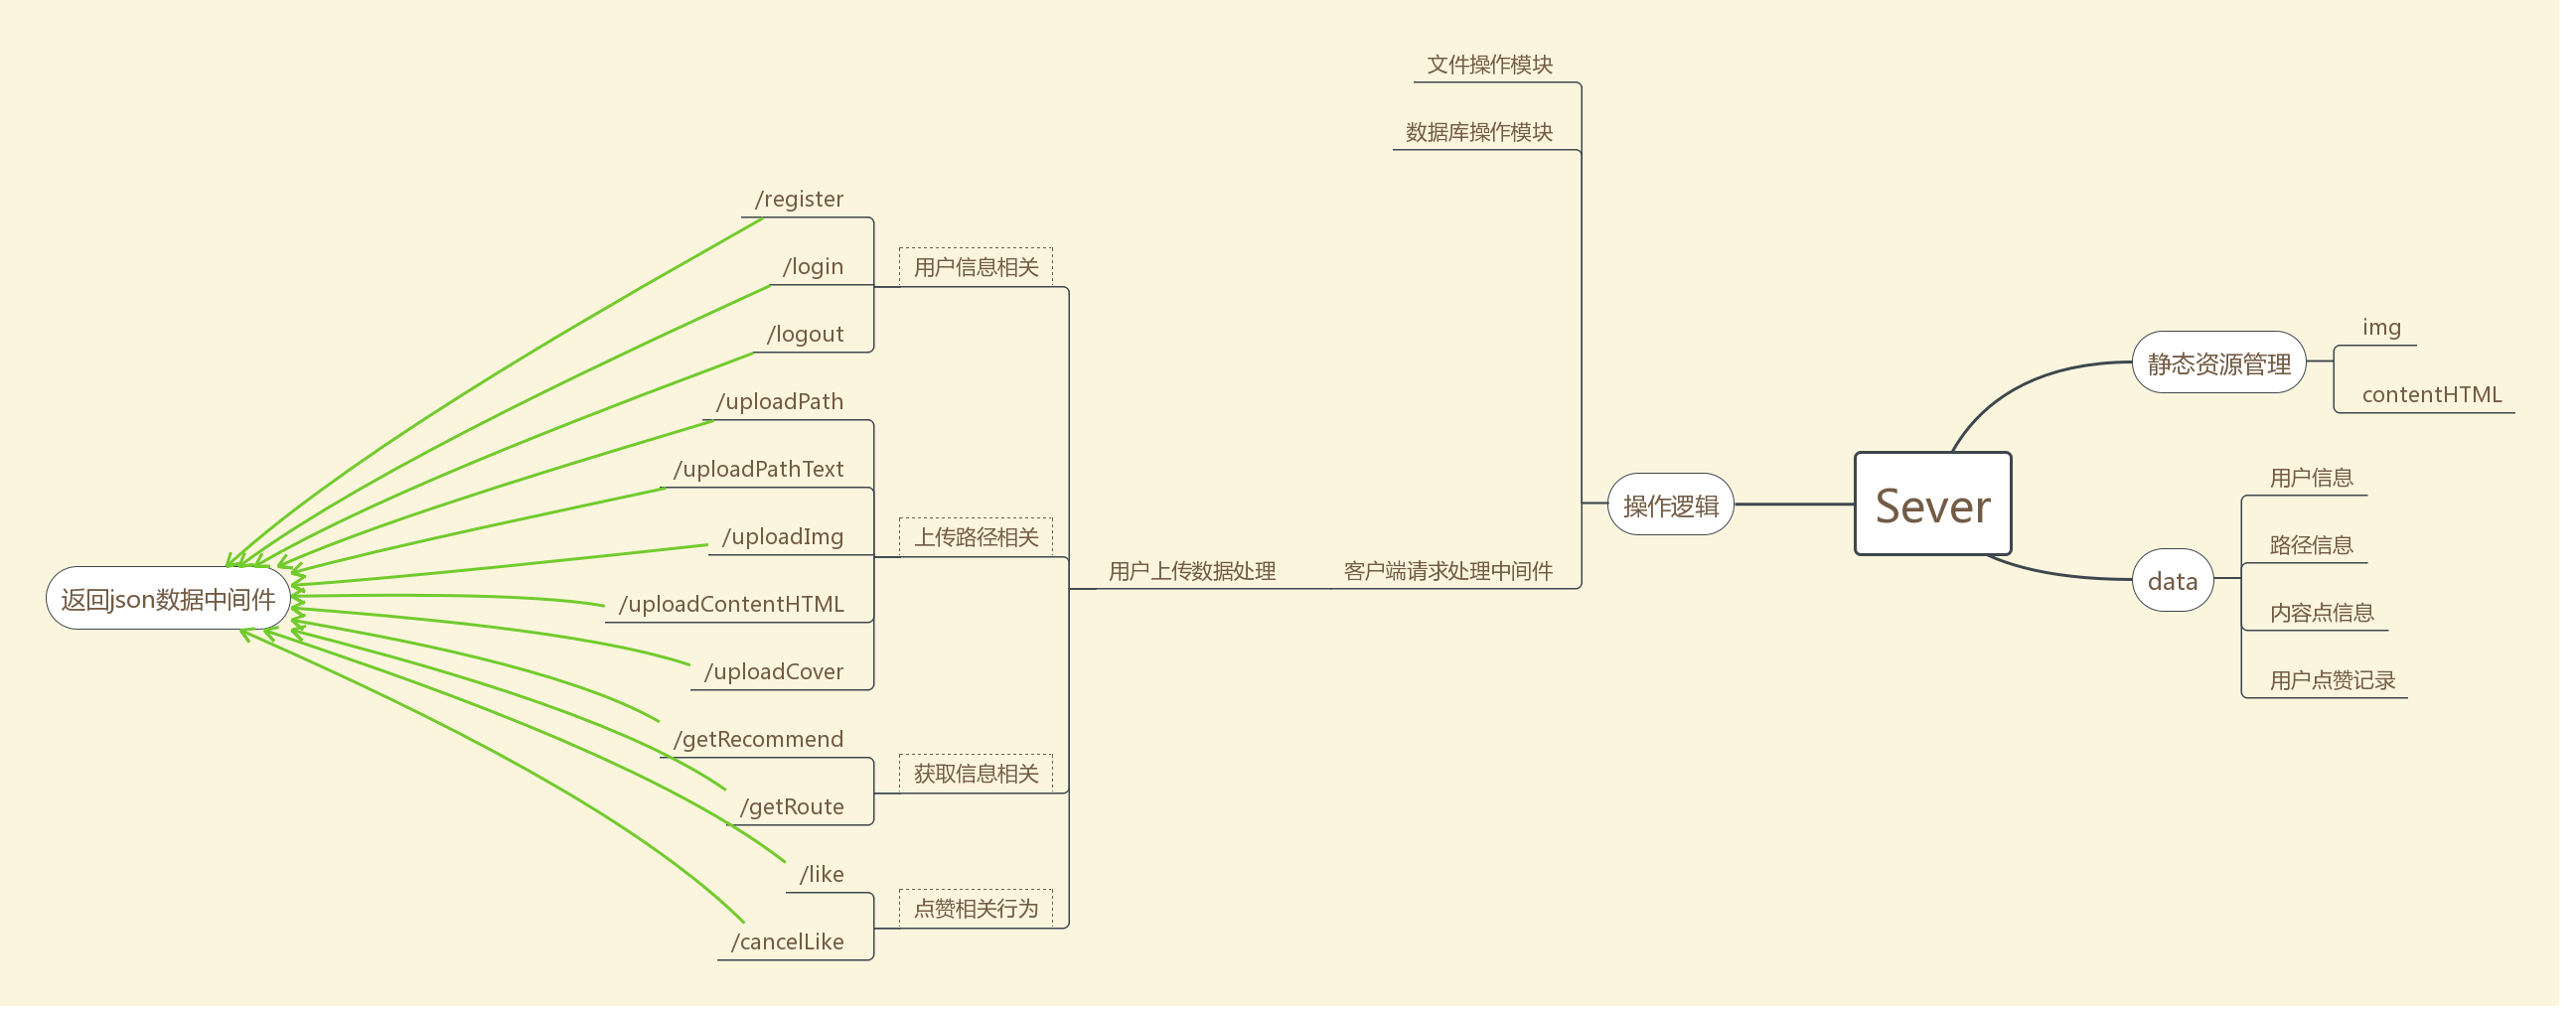 文件操作模块
数据库操作模块
/register
/login
用户信息相关
/logout
/uploadPath
/uploadPathText
/uploadImg
上传路径相关
/uploadContentHTML
/uploadCover
/getRecommend
获取信息相关
/getRoute
/like
点赞相关行为
/cancelLike
返回json数据中间件
用户上传数据处理
客户端请求处理中间件
操作逻辑
Sever
静态资源管理
img
contentHTML
data
用户信息
路径信息
内容点信息
用户点赞记录